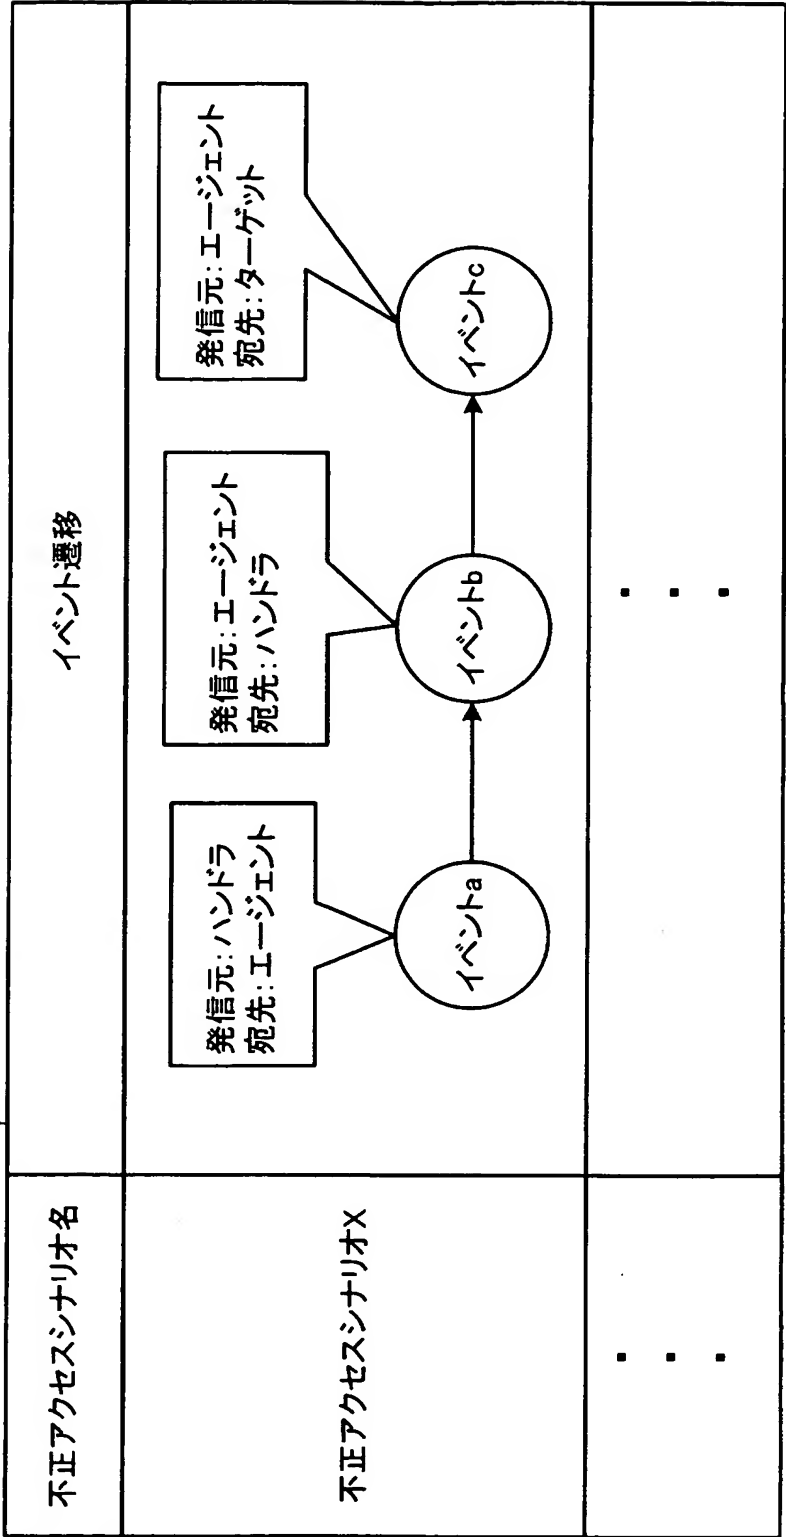 不正アクセスシナリオ名
イベント遷移
不正アクセスシナリオX
発信元:ハンドラ
宛先:エージェント
イベントa
発信元:エージェント
宛先:ハンドラ
イベントb
発信元:エージェント
宛先:ターゲット
イベントc